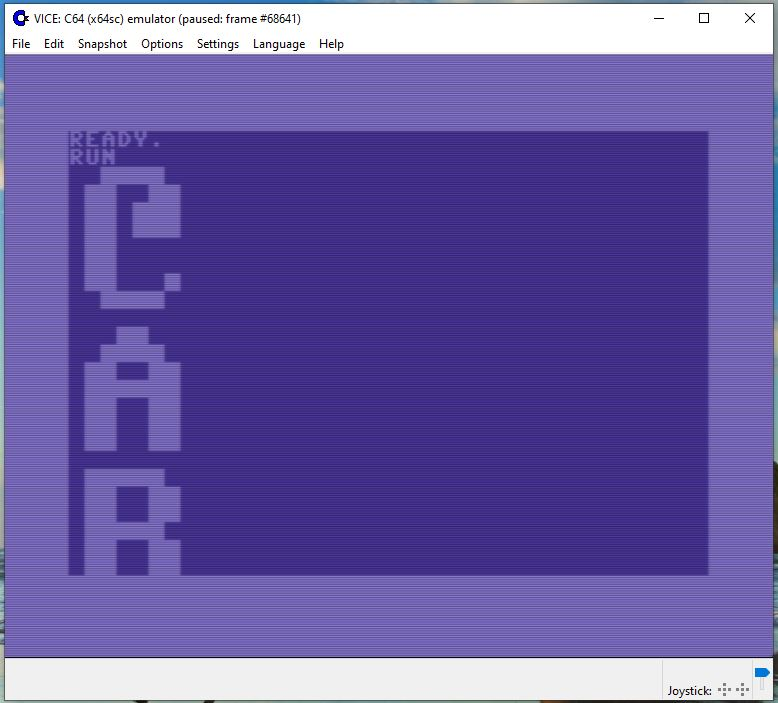 VICE: C64 (x64sc) emulator (paused: frame #68641)
File Edit Snapshot Options Settings Language Help
READY.
RUN
@
A
B
Joystick: